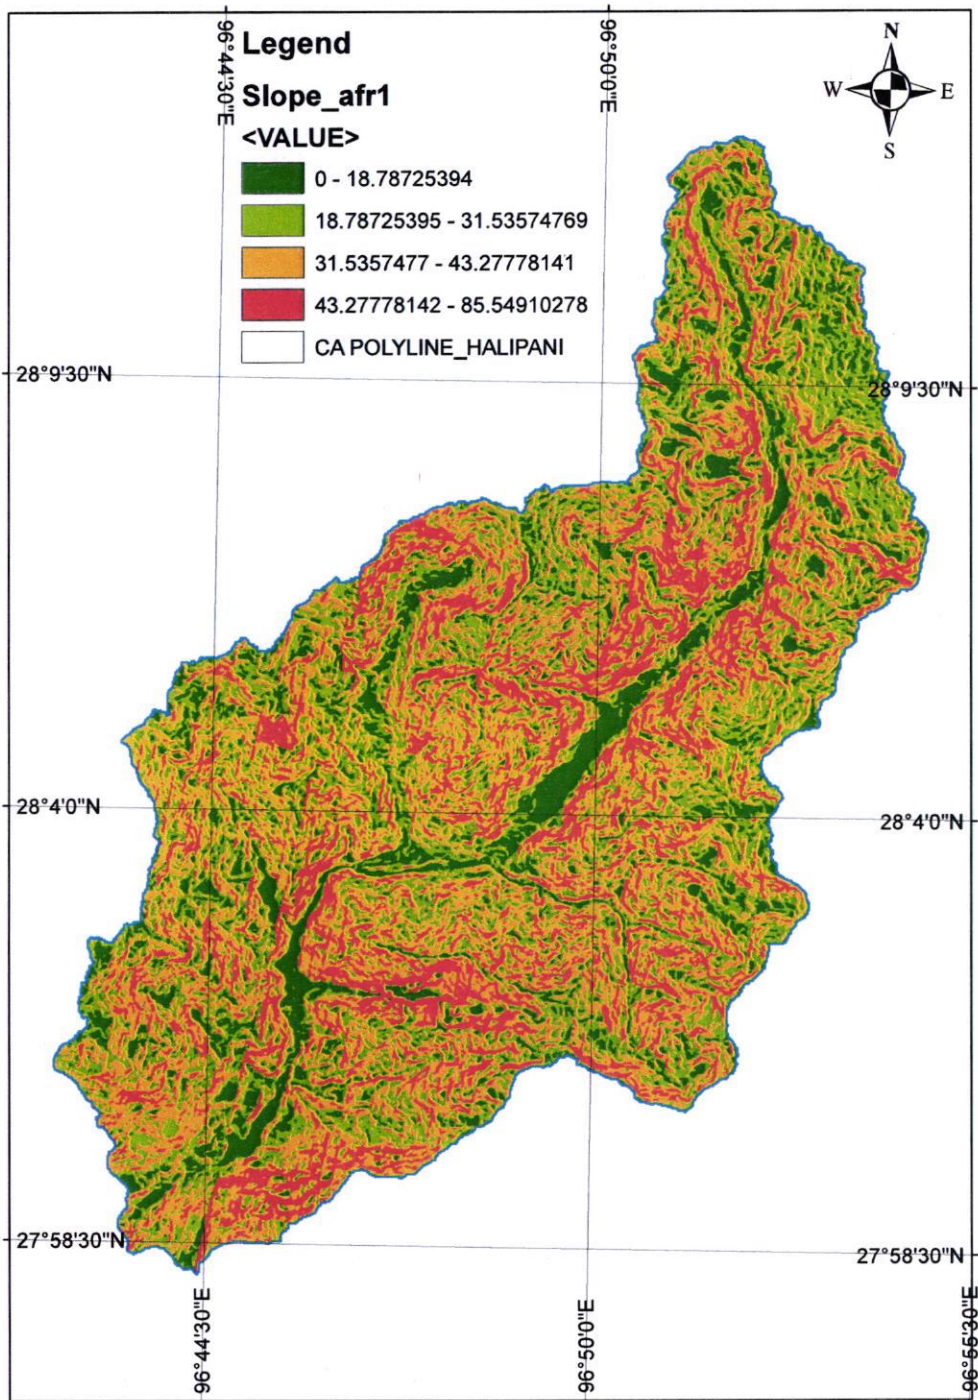 96°44'30"E
96°50'0"E
Legend
Slope_afr1
<VALUE>
0 - 18.78725394
18.78725395 - 31.53574769
31.5357477 - 43.27778141
43.27778142 - 85.54910278
CA POLYLINE_HALIPANI
N
W
E
S
28°9'30"N
28°9'30"N
28°4'0"N
28°4'0"N
27°58'30"N
27°58'30"N
96°44'30"E
96°50'0"E
96°55'30"E